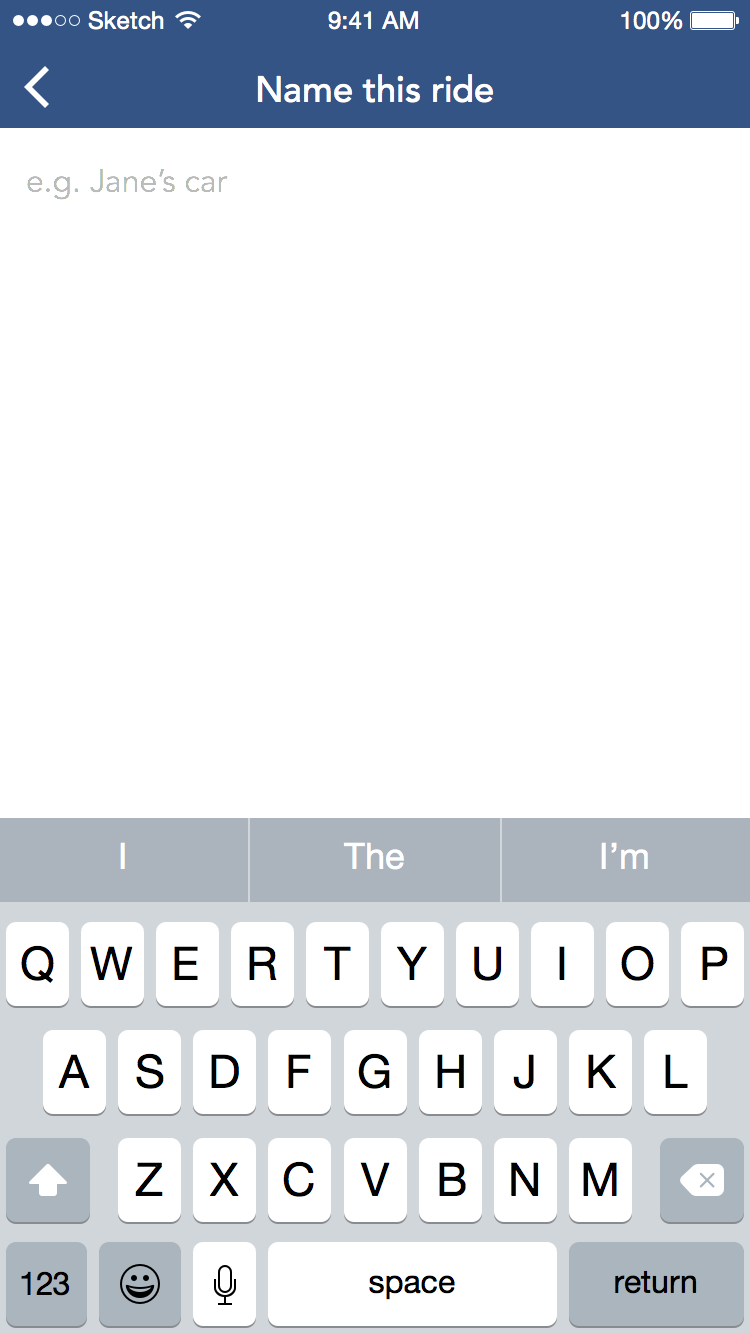 Sketch 9:41 AM 100%
Name this ride
e.g. Jane’s car
I The I’m
Q W E R T Y U I O P
A S D F G H J K L
Z X C V B N M
123 space return